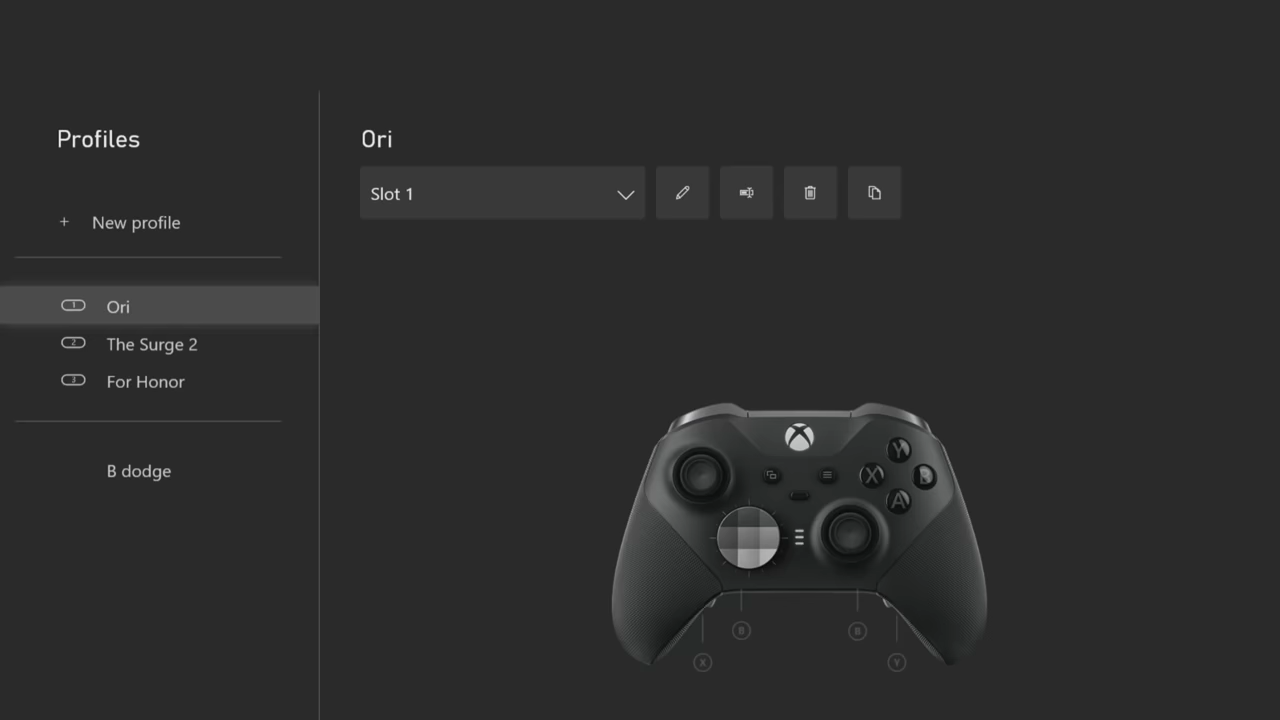 Profiles
+ New profile
1 Ori
2 The Surge 2
3 For Honor
B dodge
Ori
Slot 1
Y
X B
A
B B
X Y